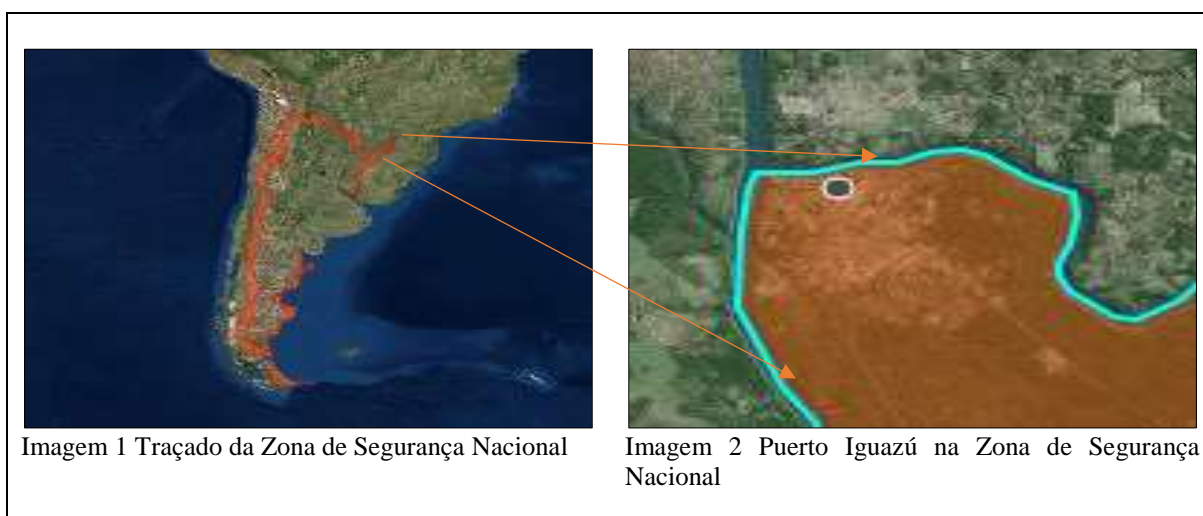 Imagem 1 Traçado da Zona de Segurança Nacional
Imagem 2 Puerto Iguazú na Zona de Segurança
Nacional